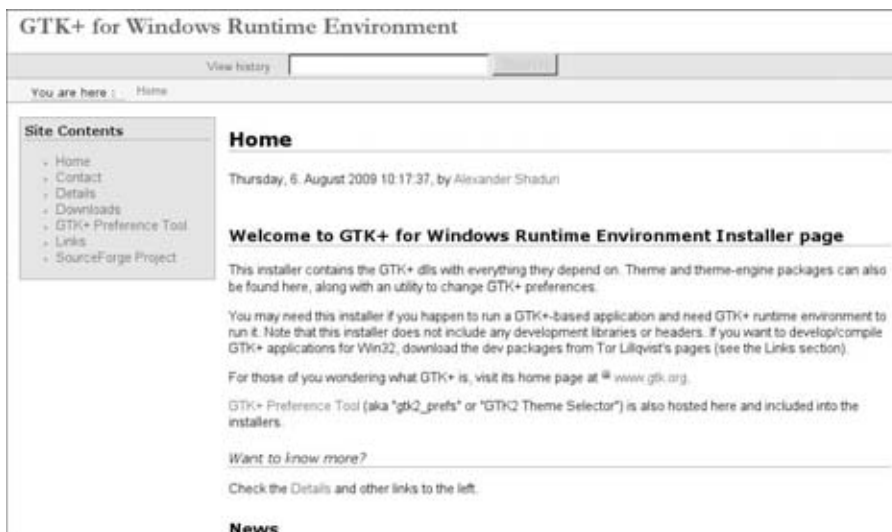 GTK+ for Windows Runtime Environment
View history
You are here : Home
Site Contents
Home
Contact
Details
Downloads
GTK+ Preference Tool
Links
SourceForge Project
Home
Thursday, 6. August 2009 10:17:37, by Alexander Shaduri
Welcome to GTK+ for Windows Runtime Environment Installer page
This installer contains the GTK+ dlls with everything they depend on. Theme and theme-engine packages can also
be found here, along with an utility to change GTK+ preferences.
You may need this installer if you happen to run a GTK+-based application and need GTK+ runtime environment to
run it. Note that this installer does not include any development libraries or headers. If you want to develop/compile
GTK+ applications for Win32, download the dev packages from Tor Lillqvist's pages (see the Links section).
For those of you wondering what GTK+ is, visit its home page at www.gtk.org.
GTK+ Preference Tool (aka "gtk2_prefs" or "GTK2 Theme Selector") is also hosted here and included into the
installers.
Want to know more?
Check the Details and other links to the left.
News